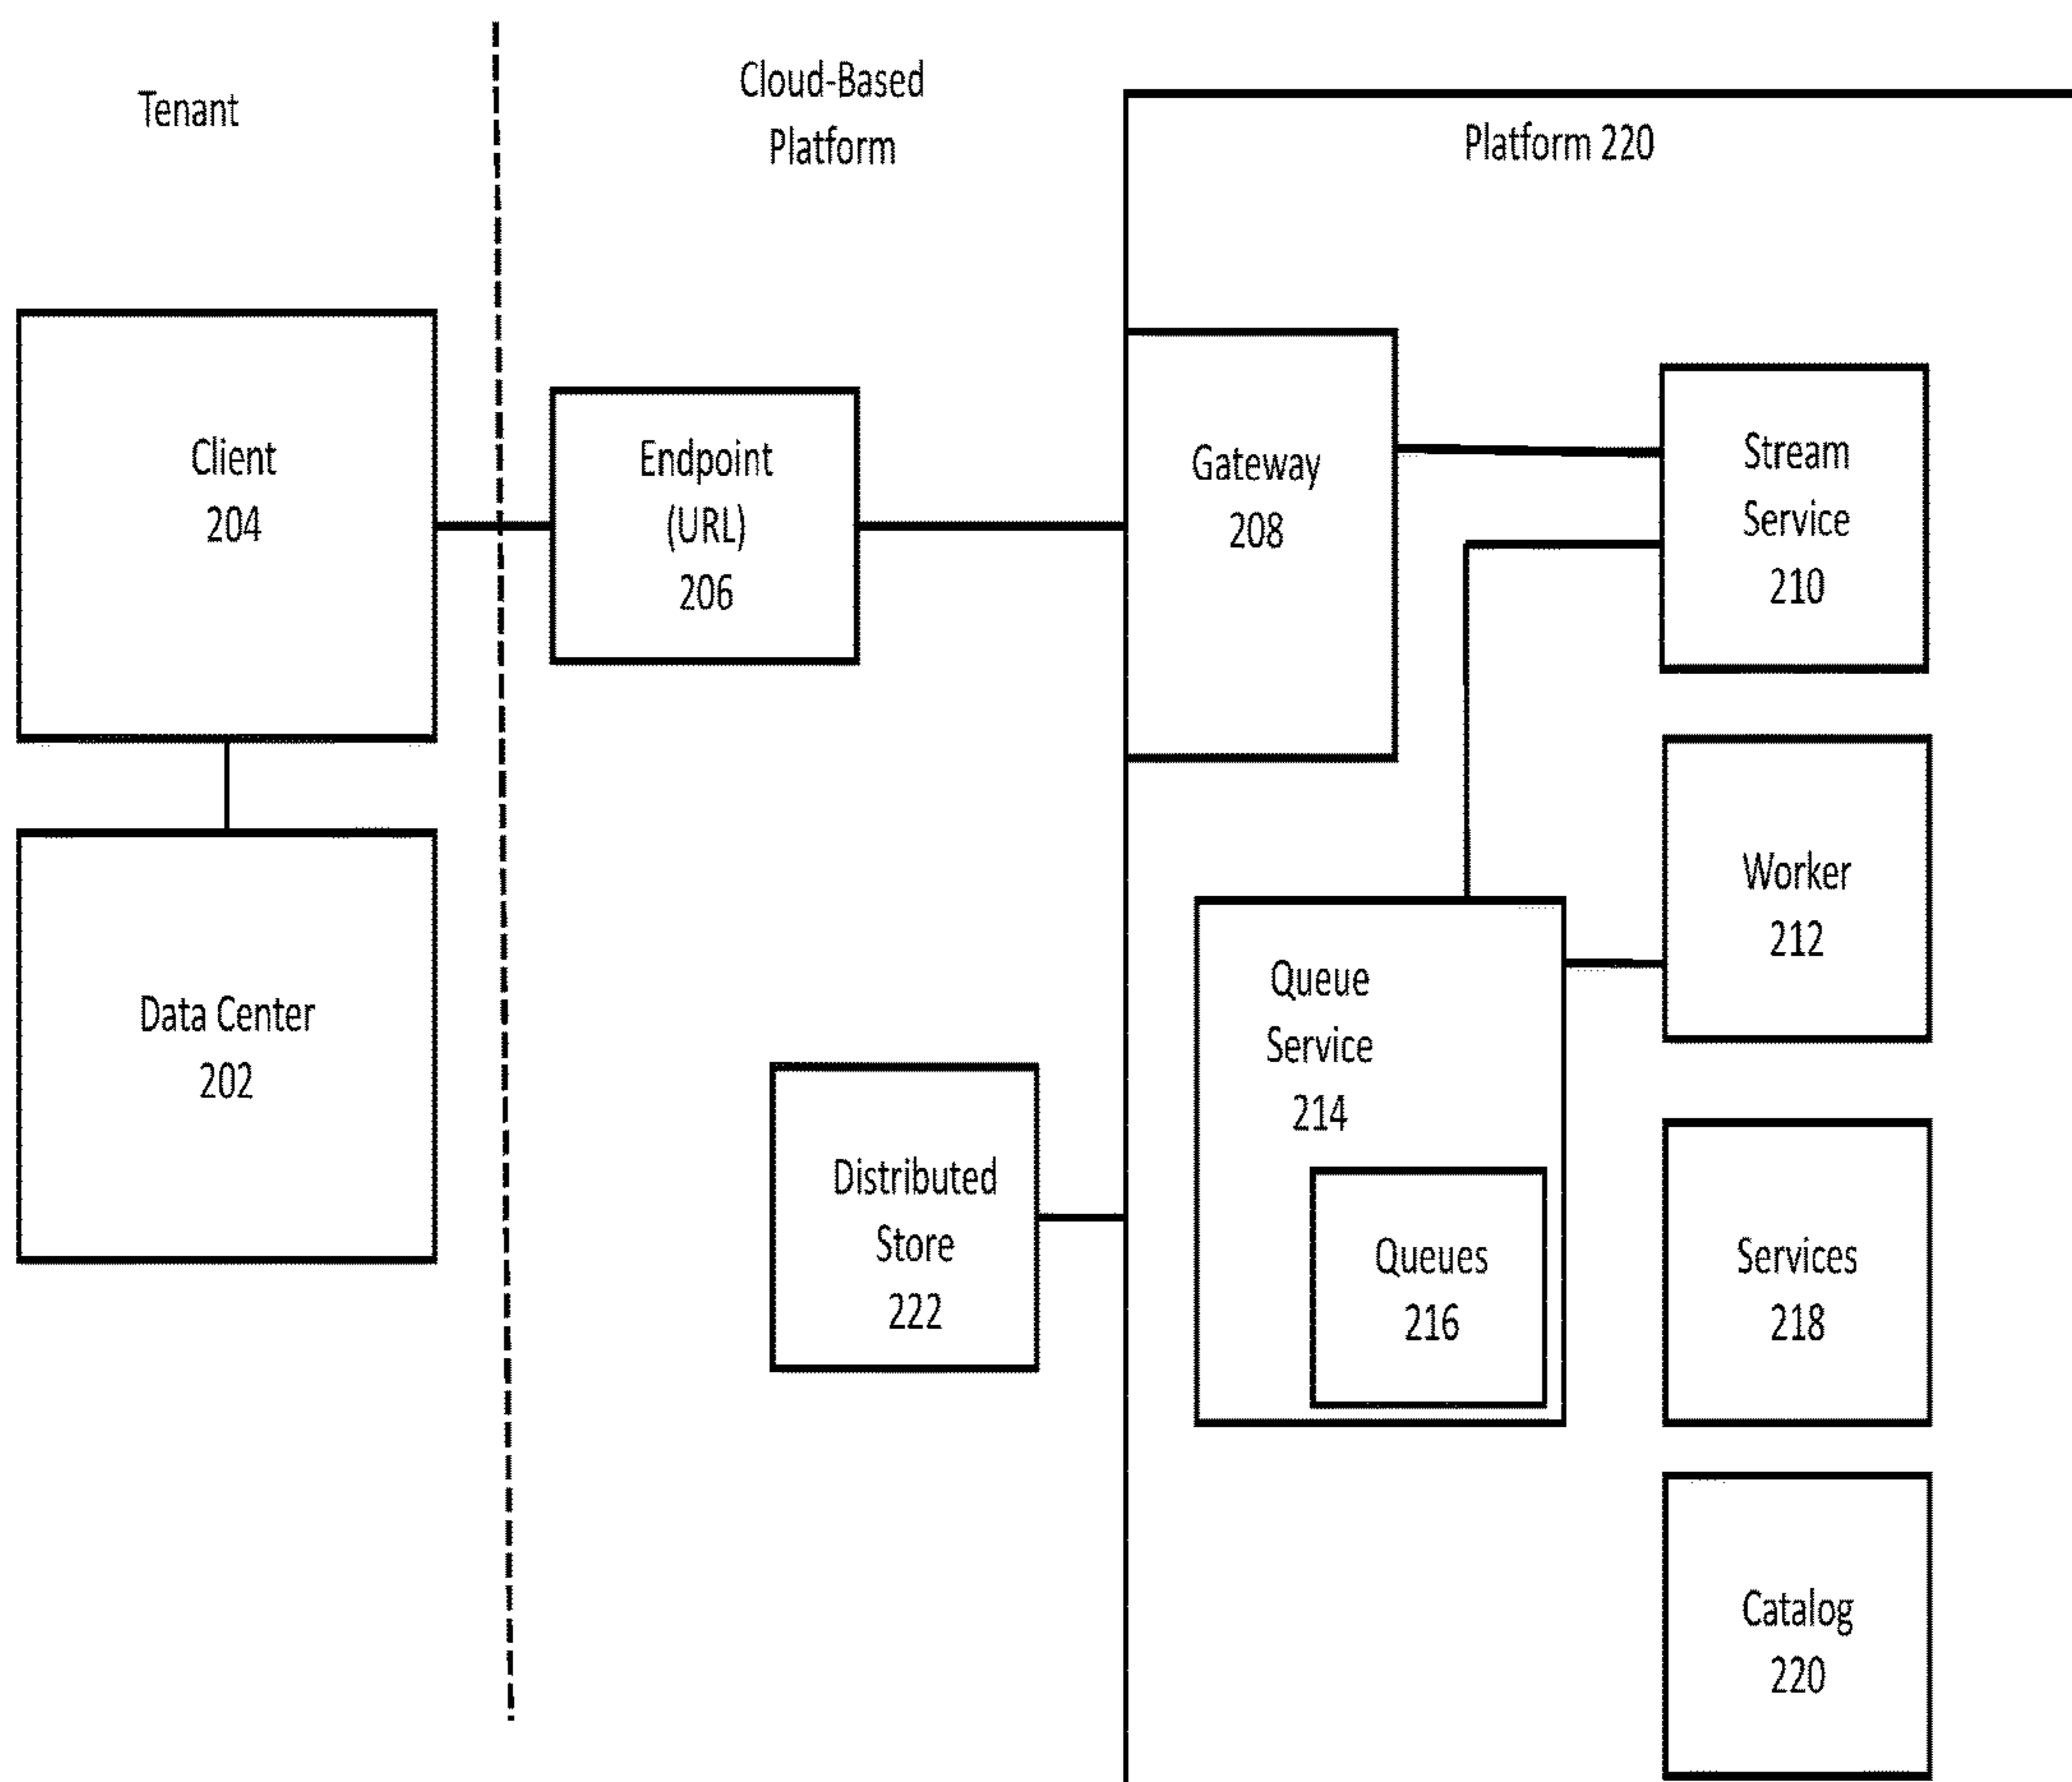 Tenant
Cloud-Based
Platform
Platform 220
Client
204
Endpoint
(URL)
206
Gateway
208
Stream
Service
210
Data Center
202
Distributed
Store
222
Queue
Service
214
Queues
216
Worker
212
Services
218
Catalog
220